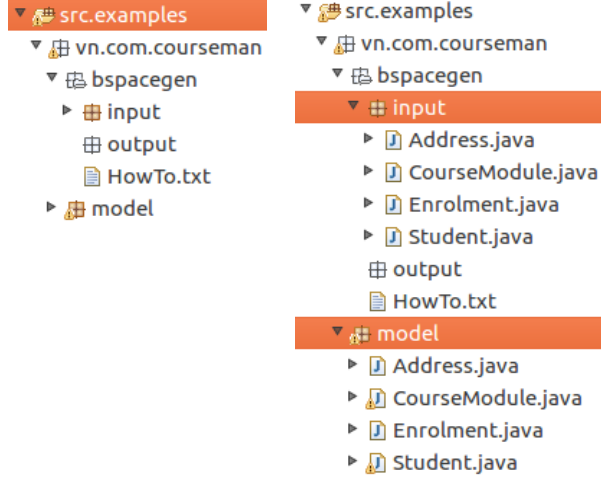 src.examples
vn.com.courseman
bspacegen
input
output
HowTo.txt
model
src.examples
vn.com.courseman
bspacegen
input
Address.java
CourseModule.java
Enrolment.java
Student.java
output
HowTo.txt
model
Address.java
CourseModule.java
Enrolment.java
Student.java